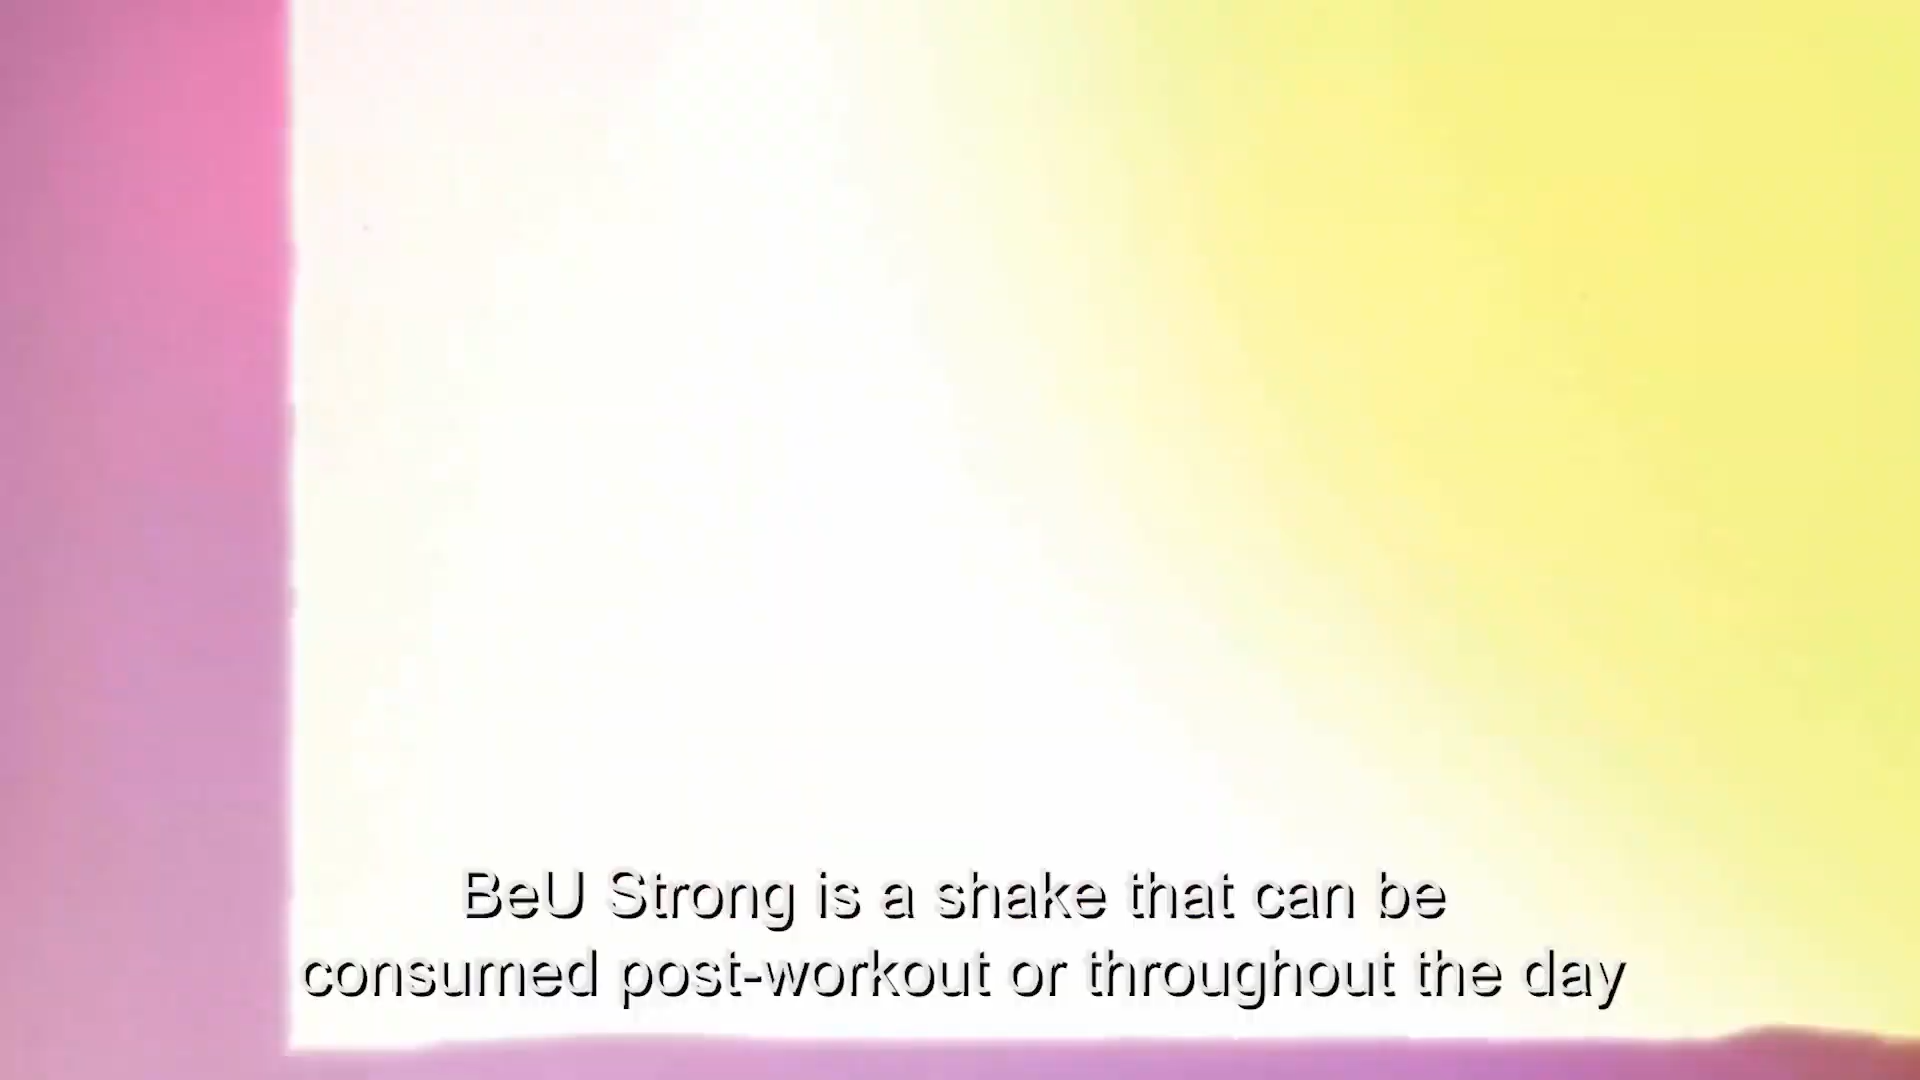 BeU Strong is a shake that can be
consumed post-workout or throughout the day